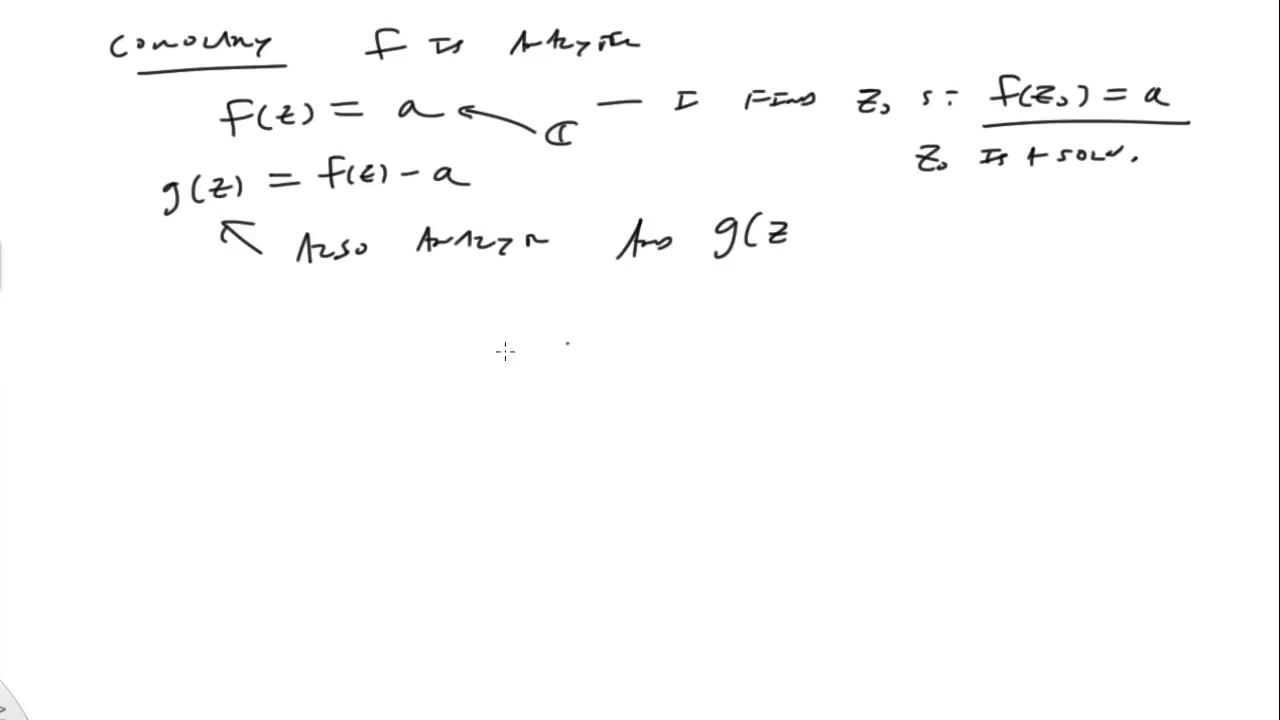 COROLLARY f IS ANALYTIC
f(z) = a ← ℂ — I FIND z₀ s: f(z₀) = a
z₀ IS A SOLN.
g(z) = f(z) - a
ALSO ANALYTIC AND g(z